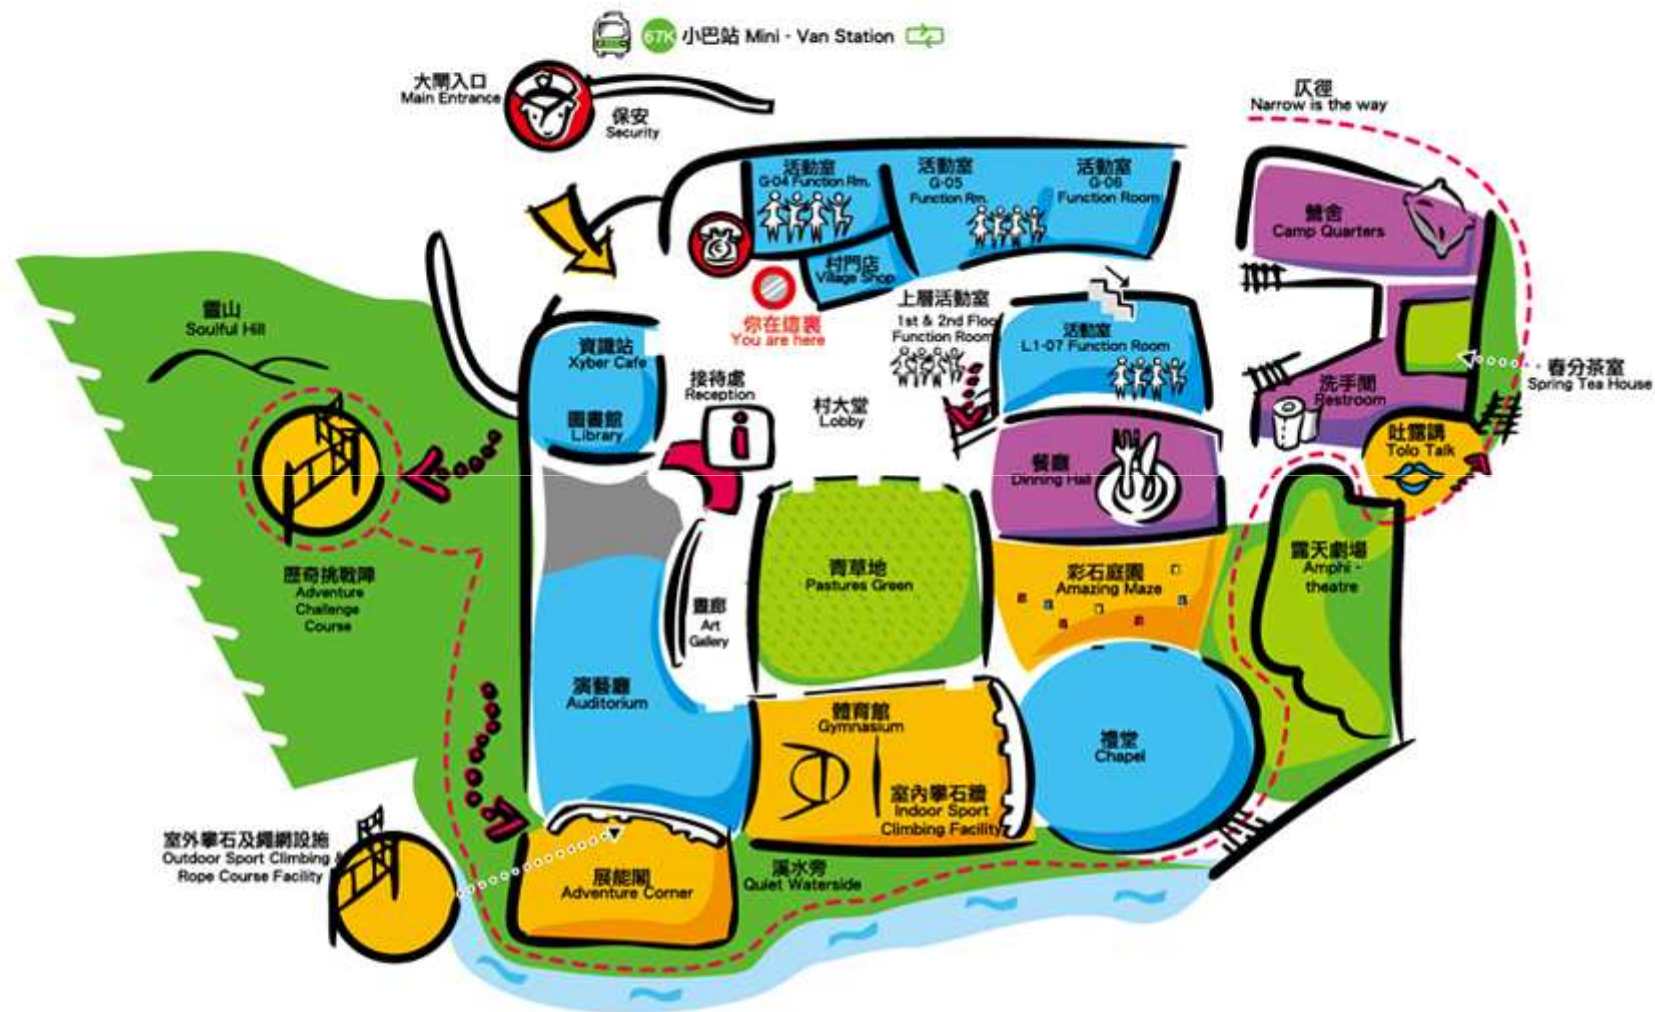 67K 小巴站 Mini - Van Station
大閘入口
Main Entrance
保安
Security
仄徑
Narrow is the way
活動室
G-04 Function Rm.
活動室
G-05
Function Rm.
活動室
G-06
Function Room
村門店
Village Shop
你在這裏
You are here
營舍
Camp Quarters
靈山
Soulful Hill
資識站
Xyber Cafe
圖書館
Library
接待處
Reception
i
村大堂
Lobby
上層活動室
1st & 2nd Floo
Function Room
活動室
L1-07 Function Room
洗手間
Restroom
春分茶室
Spring Tea House
吐露講
Tolo Talk
餐廳
Dinning Hall
歷奇挑戰陣
Adventure
Challenge
Course
畫廊
Art
Gallery
青草地
Pastures Green
彩石庭園
Amazing Maze
露天劇場
Amphi -
theatre
演藝廳
Auditorium
體育館
Gymnasium
室內攀石牆
Indoor Sport
Climbing Facility
禮堂
Chapel
室外攀石及繩網設施
Outdoor Sport Climbing &
Rope Course Facility
展能閣
Adventure Corner
溪水旁
Quiet Waterside